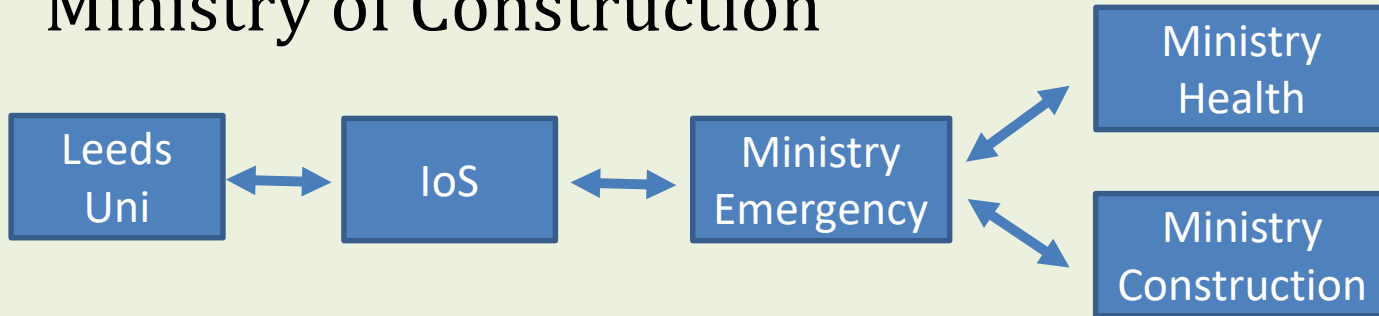 Ministry of Construction
Leeds
Uni
IoS
Ministry
Emergency
Ministry
Health
Ministry
Construction